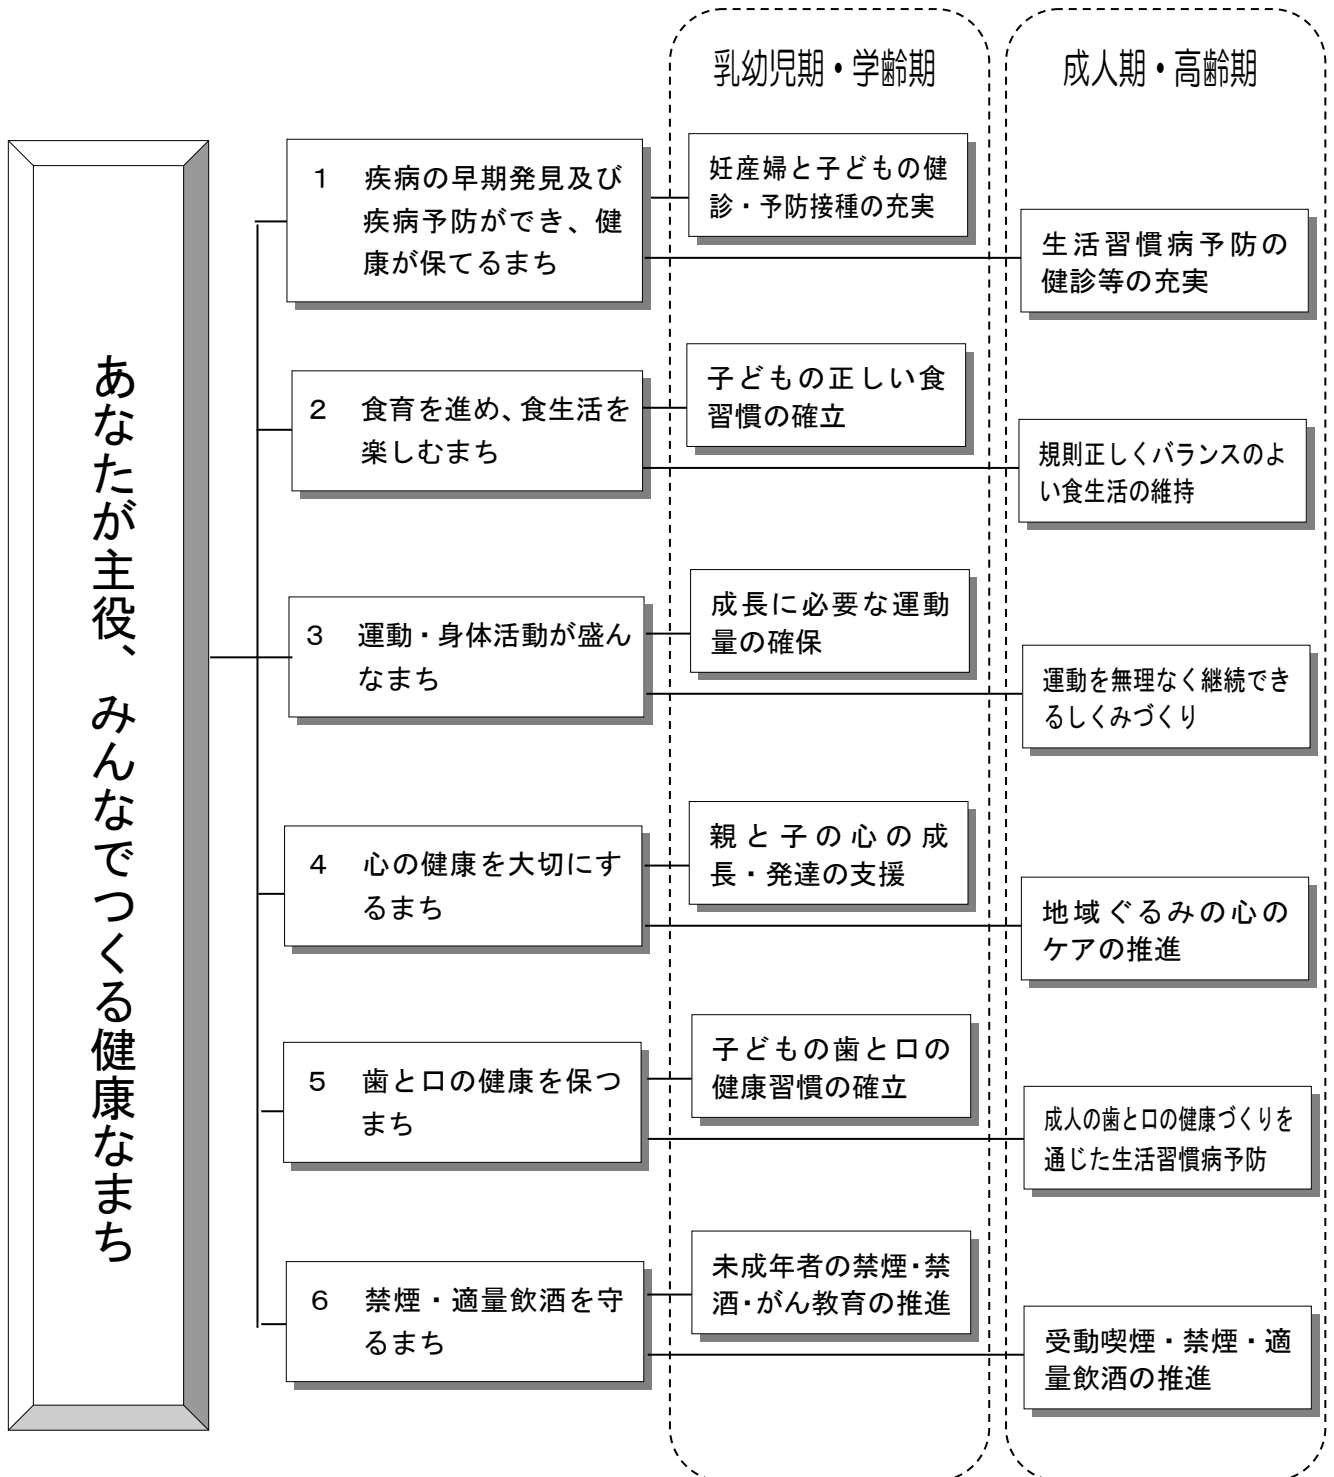 乳幼児期・学齢期
成人期・高齢期
あなたが主役、みんなでつくる健康なまち
1 疾病の早期発見及び
疾病予防ができ、健
康が保てるまち
妊産婦と子どもの健
診・予防接種の充実
生活習慣病予防の
健診等の充実
2 食育を進め、食生活を
楽しむまち
子どもの正しい食
習慣の確立
規則正しくバランスのよ
い食生活の維持
3 運動・身体活動が盛ん
なまち
成長に必要な運動
量の確保
運動を無理なく継続でき
るしくみづくり
4 心の健康を大切にす
るまち
親と子の心の成
長・発達の支援
地域ぐるみの心の
ケアの推進
5 歯と口の健康を保つ
まち
子どもの歯と口の
健康習慣の確立
成人の歯と口の健康づくりを
通じた生活習慣病予防
6 禁煙・適量飲酒を守
るまち
未成年者の禁煙・禁
酒・がん教育の推進
受動喫煙・禁煙・適
量飲酒の推進